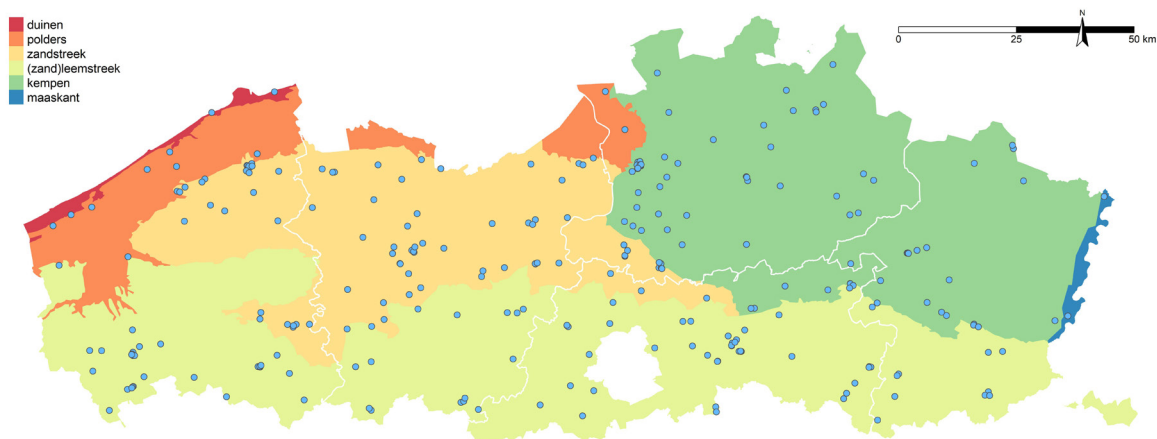 duinen
polders
zandstreek
(zand)leemstreek
kempen
maaskant
N
0 25 50 km